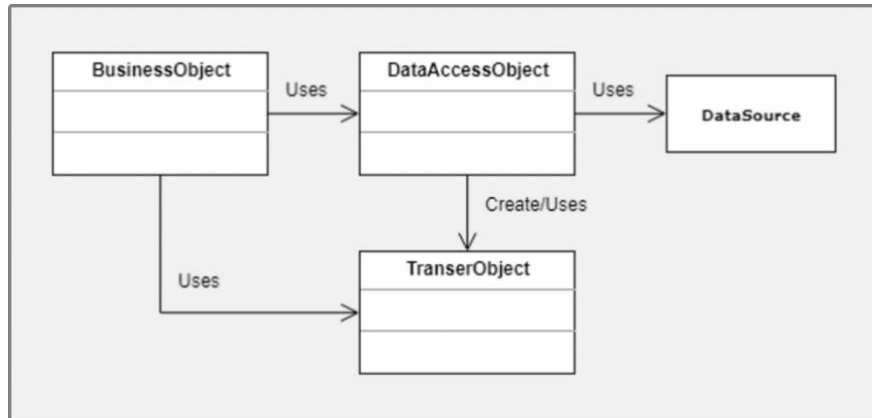 BusinessObject
Uses
DataAccessObject
Uses
DataSource
Create/Uses
TranserObject
Uses